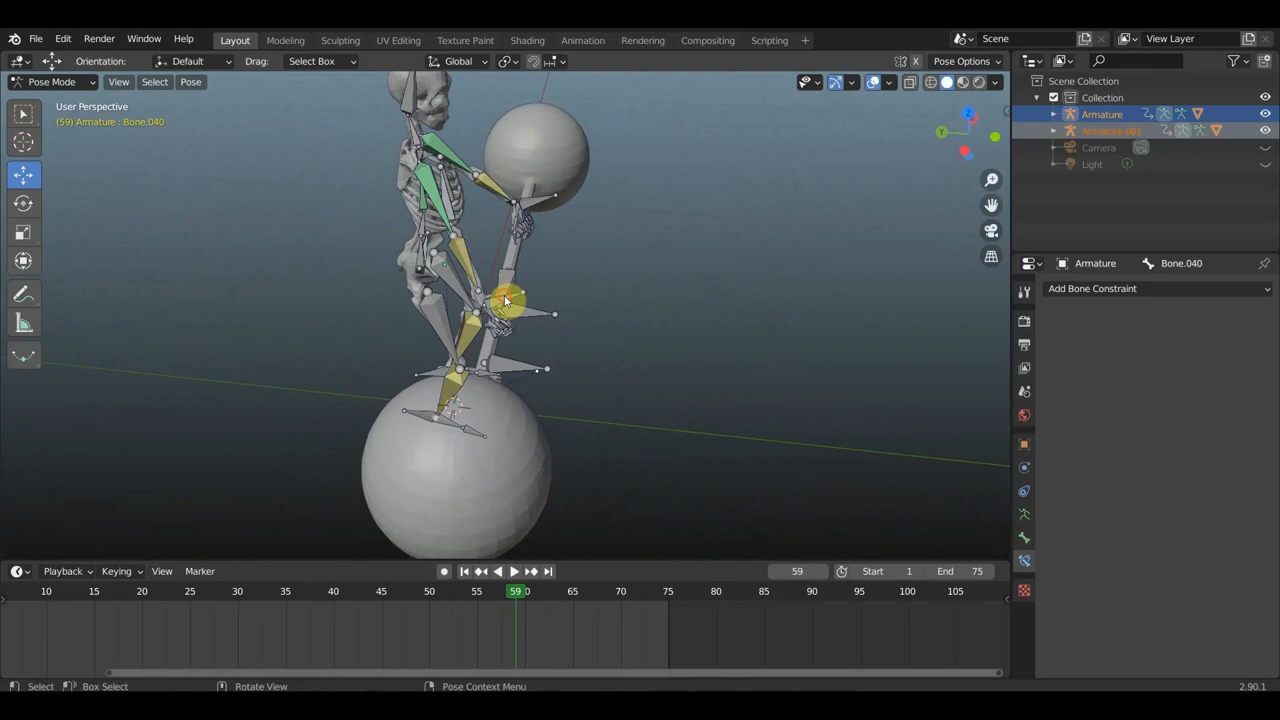 File Edit Render Window Help Layout Modeling Sculpting UV Editing Texture Paint Shading Animation Rendering Compositing Scripting + Scene View Layer
Orientation: Default Drag: Select Box Global X Pose Options
Pose Mode View Select Pose
Scene Collection
Collection
Armature
Armature.001
Camera
Light
User Perspective
(59) Armature : Bone.040
Z
Y
Armature Bone.040
Add Bone Constraint
Playback Keying View Marker 59 Start 1 End 75
10 15 20 25 30 35 40 45 50 55 59 60 65 70 75 80 85 90 95 100 105
Select Box Select Rotate View Pose Context Menu 2.90.1